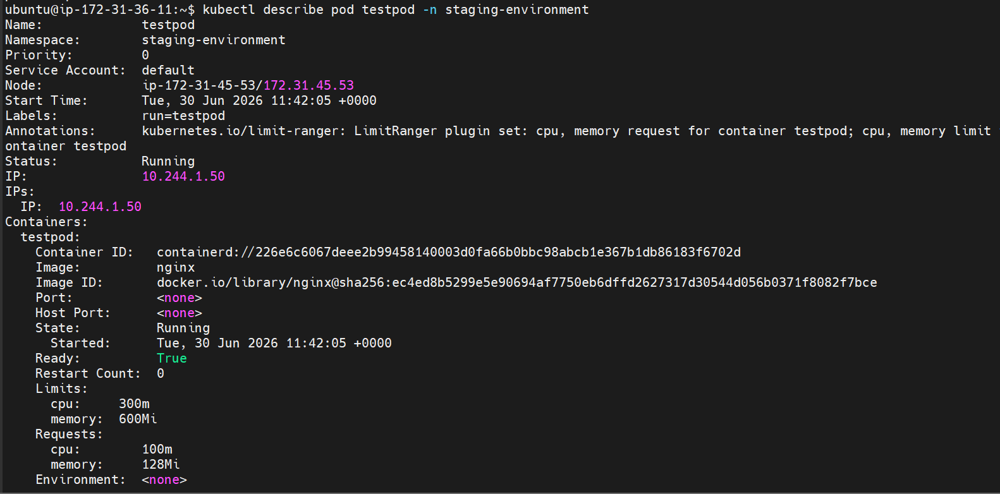 ubuntu@ip-172-31-36-11:~$ kubectl describe pod testpod -n staging-environment
Name:             testpod
Namespace:        staging-environment
Priority:         0
Service Account:  default
Node:             ip-172-31-45-53/172.31.45.53
Start Time:       Tue, 30 Jun 2026 11:42:05 +0000
Labels:           run=testpod
Annotations:      kubernetes.io/limit-ranger: LimitRanger plugin set: cpu, memory request for container testpod; cpu, memory limit
ontainer testpod
Status:           Running
IP:               10.244.1.50
IPs:
  IP:  10.244.1.50
Containers:
  testpod:
    Container ID:   containerd://226e6c6067deee2b99458140003d0fa66b0bbc98abcb1e367b1db86183f6702d
    Image:          nginx
    Image ID:       docker.io/library/nginx@sha256:ec4ed8b5299e5e90694af7750eb6dffd2627317d30544d056b0371f8082f7bce
    Port:           <none>
    Host Port:      <none>
    State:          Running
      Started:      Tue, 30 Jun 2026 11:42:05 +0000
    Ready:          True
    Restart Count:  0
    Limits:
      cpu:     300m
      memory:  600Mi
    Requests:
      cpu:        100m
      memory:     128Mi
    Environment:  <none>